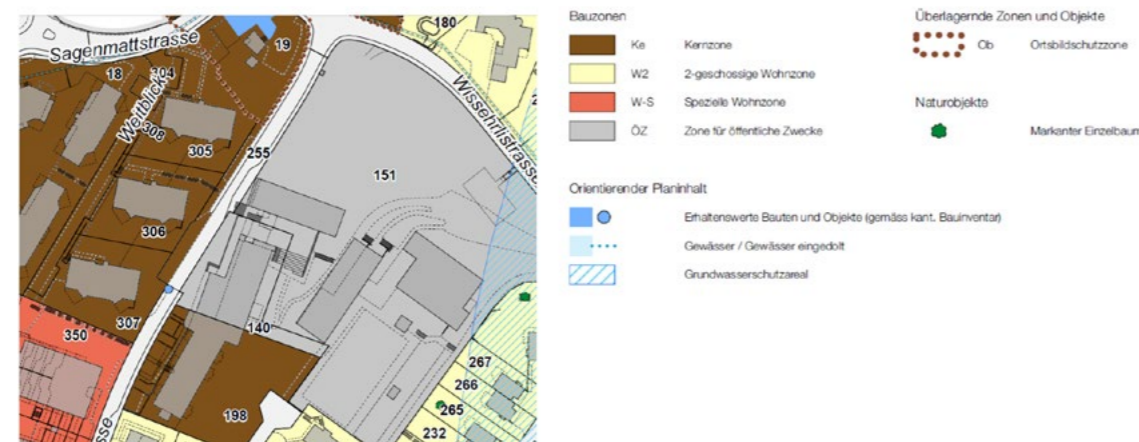 180
Sagenmattstrasse
19
18
304
Weitblick
308
305
Wissehrlistrasse
255
151
306
307
140
350
267
266
265
198
232
sse
Bauzonen
Ke Kernzone
W2 2-geschossige Wohnzone
W-S Spezielle Wohnzone
ÖZ Zone für öffentliche Zwecke
Überlagernde Zonen und Objekte
Ob Ortsbildschutzzone
Naturobjekte
Markanter Einzelbaum
Orientierender Planinhalt
Erhaltenswerte Bauten und Objekte (gemäss kant. Bauinventar)
Gewässer / Gewässer eingedolt
Grundwasserschutzareal